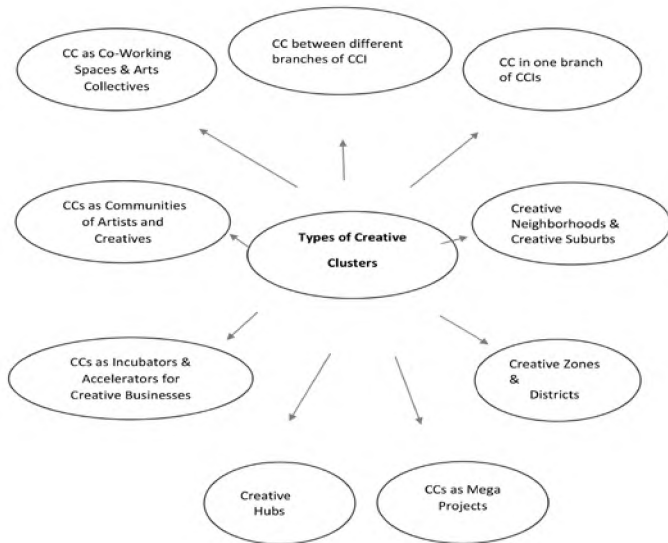 CC as Co-Working
Spaces & Arts
Collectives
CC between different
branches of CCI
CC in one branch
of CCIs
CCs as Communities
of Artists and
Creatives
Types of Creative
Clusters
Creative
Neighborhoods &
Creative Suburbs
CCs as Incubators &
Accelerators for
Creative Businesses
Creative Zones
&
Districts
Creative
Hubs
CCs as Mega
Projects